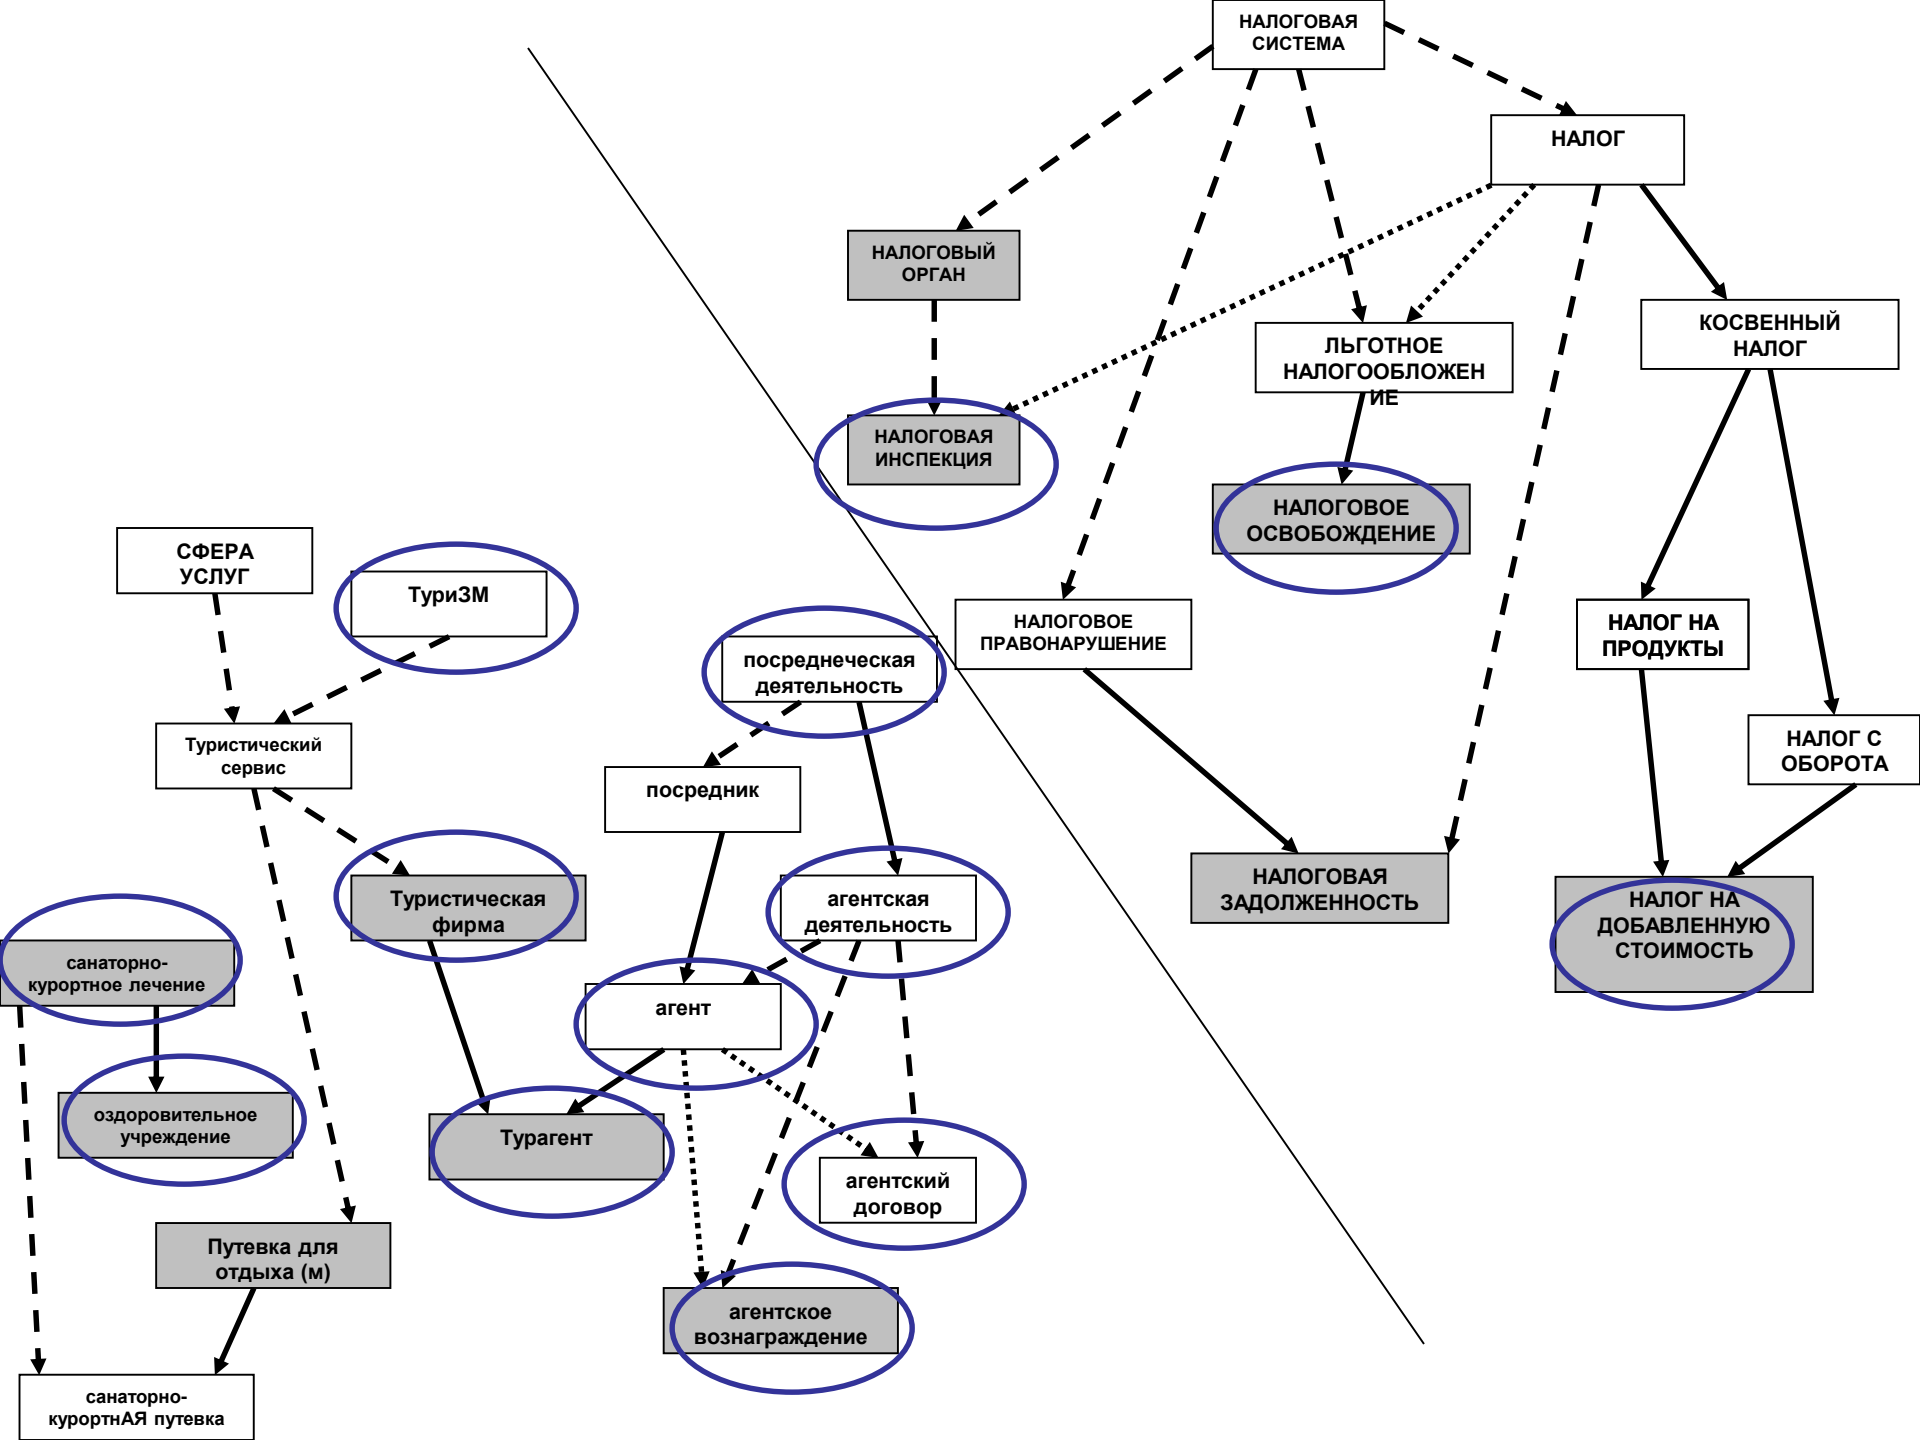 НАЛОГОВАЯ
СИСТЕМА
НАЛОГ
НАЛОГОВЫЙ
ОРГАН
КОСВЕННЫЙ
НАЛОГ
ЛЬГОТНОЕ
НАЛОГООБЛОЖЕН
ИЕ
НАЛОГОВАЯ
ИНСПЕКЦИЯ
НАЛОГОВОЕ
ОСВОБОЖДЕНИЕ
СФЕРА
УСЛУГ
ТуриЗМ
НАЛОГОВОЕ
ПРАВОНАРУШЕНИЕ
НАЛОГ НА
ПРОДУКТЫ
посреднеческая
деятельность
Туристический
сервис
НАЛОГ С
ОБОРОТА
посредник
НАЛОГОВАЯ
ЗАДОЛЖЕННОСТЬ
Туристическая
фирма
агентская
деятельность
НАЛОГ НА
ДОБАВЛЕННУЮ
СТОИМОСТЬ
санаторно-
курортное лечение
агент
оздоровительное
учреждение
Турагент
агентский
договор
Путевка для
отдыха (м)
агентское
вознаграждение
санаторно-
курортнАЯ путевка